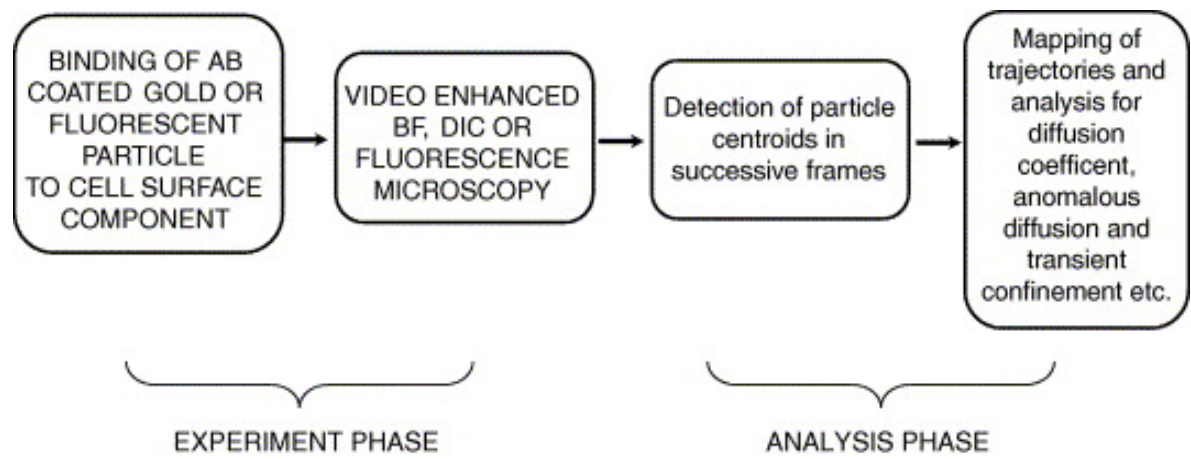 BINDING OF AB
COATED GOLD OR
FLUORESCENT
PARTICLE
TO CELL SURFACE
COMPONENT
VIDEO ENHANCED
BF, DIC OR
FLUORESCENCE
MICROSCOPY
Detection of particle
centroids in
successive frames
Mapping of
trajectories and
analysis for
diffusion
coefficent,
anomalous
diffusion and
transient
confinement etc.
EXPERIMENT PHASE
ANALYSIS PHASE